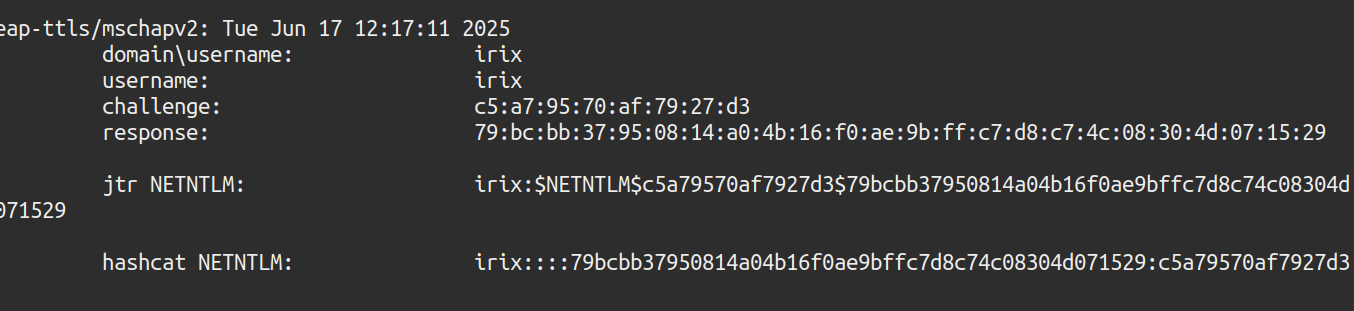 eap-ttls/mschapv2: Tue Jun 17 12:17:11 2025
domain\username: irix
username: irix
challenge: c5:a7:95:70:af:79:27:d3
response: 79:bc:bb:37:95:08:14:a0:4b:16:f0:ae:9b:ff:c7:d8:c7:4c:08:30:4d:07:15:29
jtr NETNTLM: irix:$NETNTLM$c5a79570af7927d3$79bcbb37950814a04b16f0ae9bffc7d8c74c08304d
071529
hashcat NETNTLM: irix::::79bcbb37950814a04b16f0ae9bffc7d8c74c08304d071529:c5a79570af7927d3